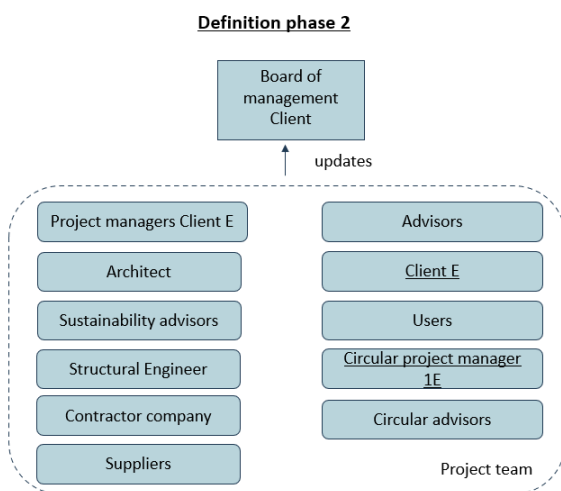 Definition phase 2
Board of
management
Client
updates
Project managers Client E
Architect
Sustainability advisors
Structural Engineer
Contractor company
Suppliers
Advisors
Client E
Users
Circular project manager
1E
Circular advisors
Project team